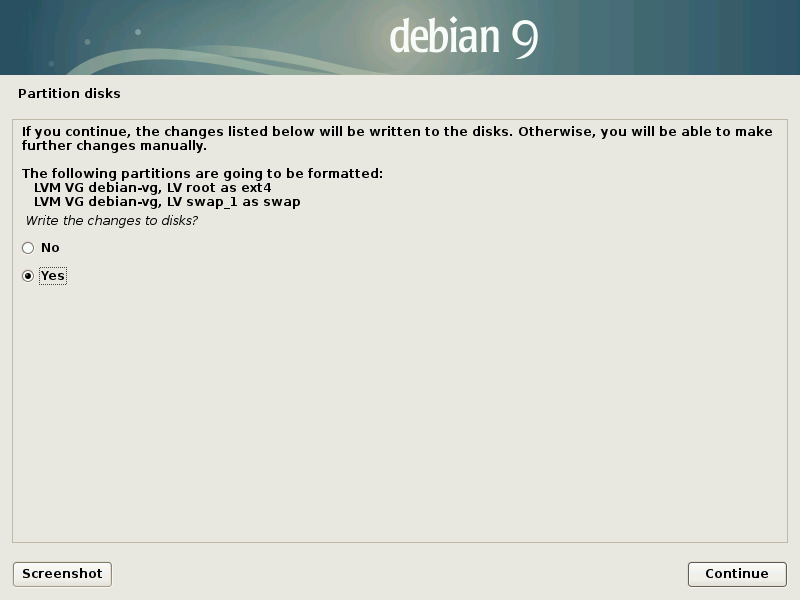 debian 9
Partition disks
If you continue, the changes listed below will be written to the disks. Otherwise, you will be able to make
further changes manually.
The following partitions are going to be formatted:
LVM VG debian-vg, LV root as ext4
LVM VG debian-vg, LV swap_1 as swap
Write the changes to disks?
No
Yes
Screenshot
Continue